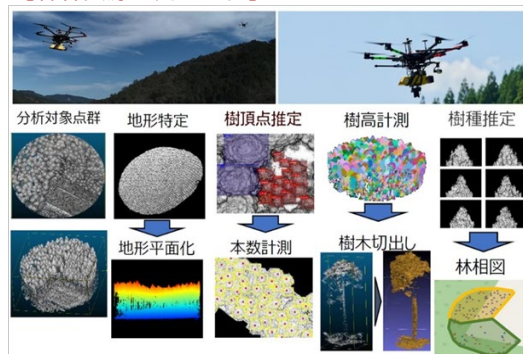 分析対象点群
地形特定
樹頂点推定
樹高計測
樹種推定
地形平面化
本数計測
樹木切出し
林相図